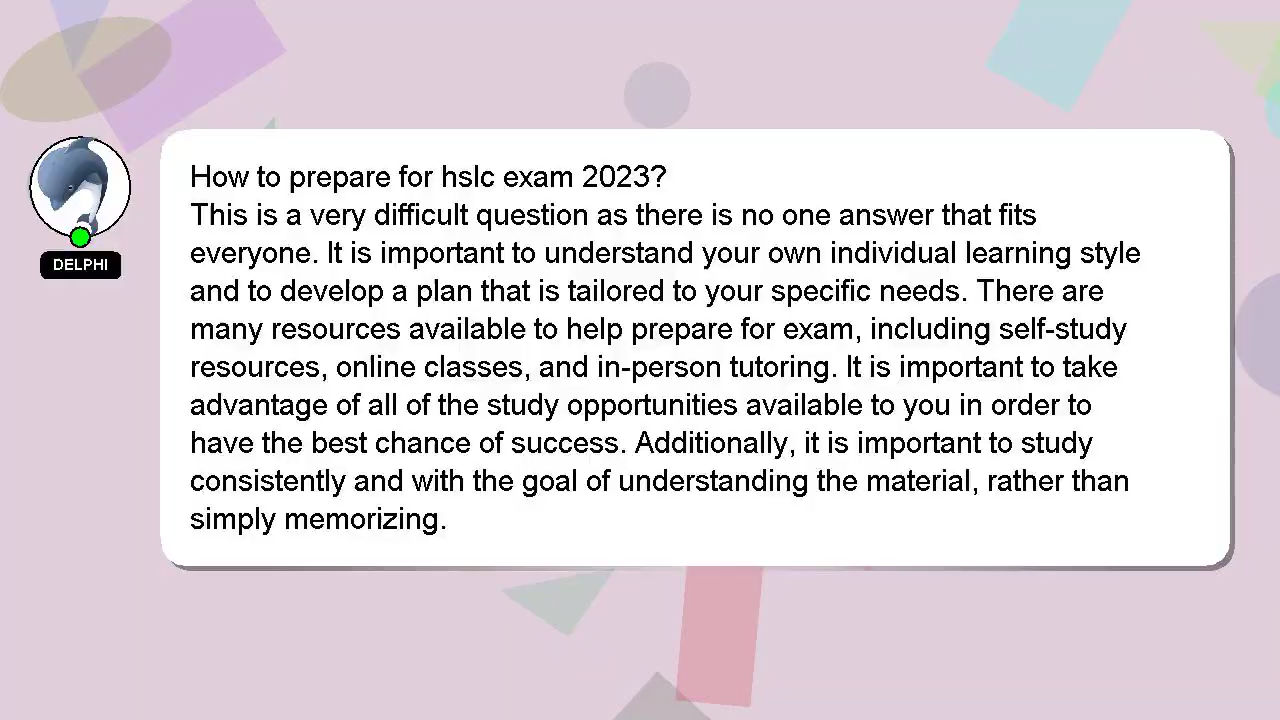 How to prepare for hslc exam 2023?
This is a very difficult question as there is no one answer that fits
everyone. It is important to understand your own individual learning style
and to develop a plan that is tailored to your specific needs. There are
many resources available to help prepare for exam, including self-study
resources, online classes, and in-person tutoring. It is important to take
advantage of all of the study opportunities available to you in order to
have the best chance of success. Additionally, it is important to study
consistently and with the goal of understanding the material, rather than
simply memorizing.
DELPHI